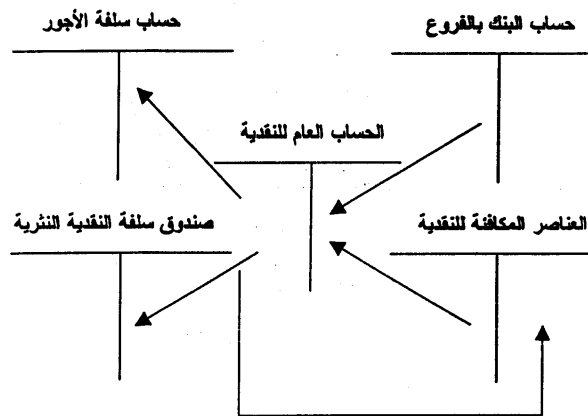 حساب سلفة الأجور
حساب البنك بالفروع
الحساب العام للنقدية
صندوق سلفة النقدية النثرية
العناصر المكافئة للنقدية